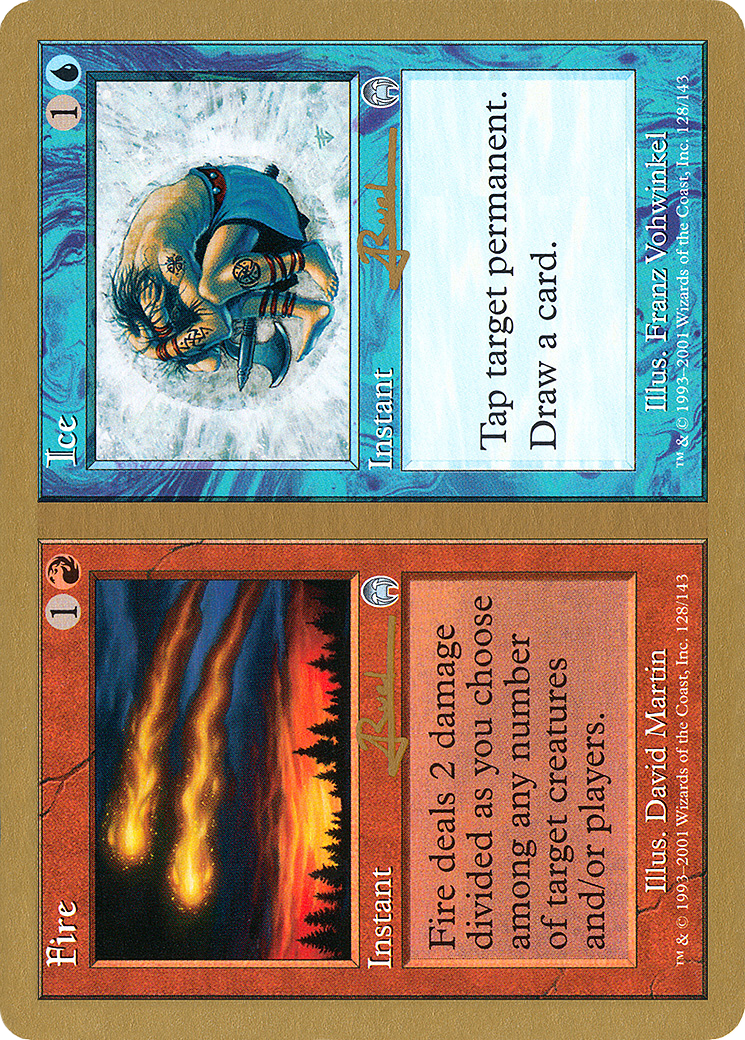 Fire 1
Instant
Fire deals 2 damage
divided as you choose
among any number
of target creatures
and/or players.
Illus. David Martin
™ & © 1993–2001 Wizards of the Coast, Inc. 128/143
Ice 1
Instant
Tap target permanent.
Draw a card.
Illus. Franz Vohwinkel
™ & © 1993–2001 Wizards of the Coast, Inc. 128/143